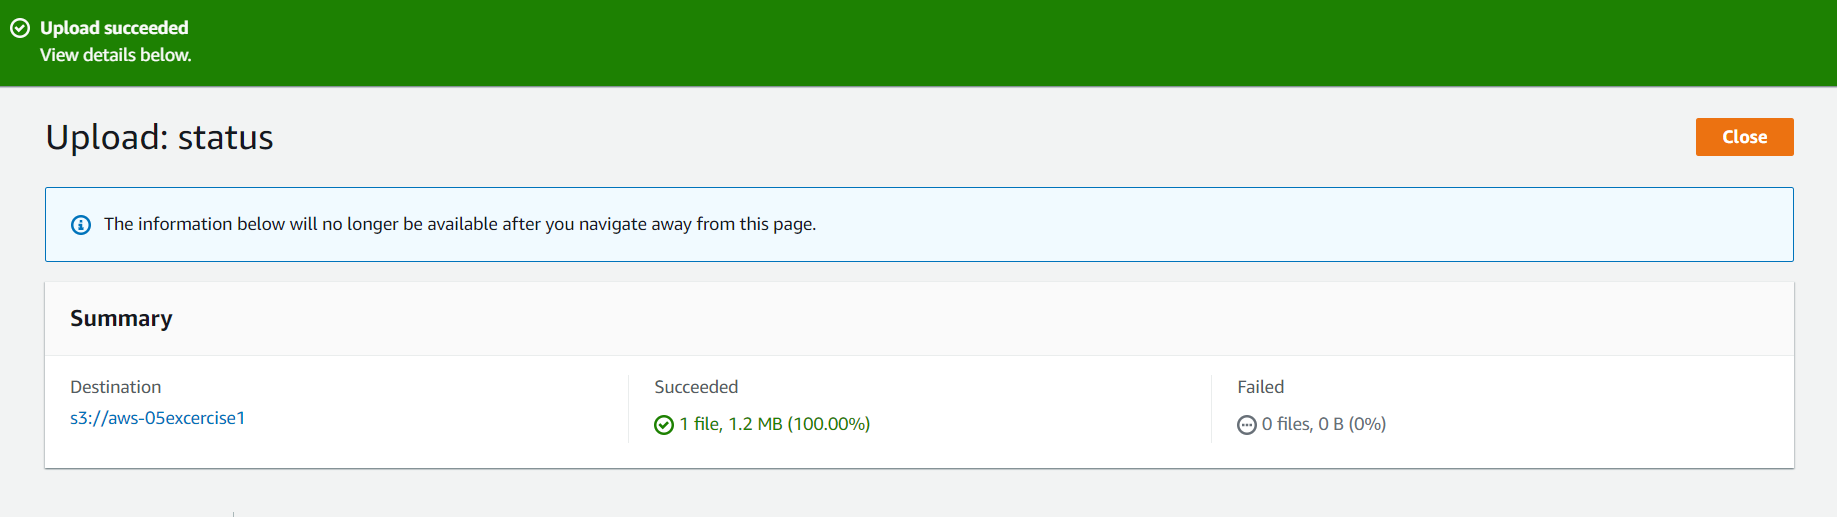 Upload succeeded
View details below.
Upload: status
Close
The information below will no longer be available after you navigate away from this page.
Summary
Destination
s3://aws-05excercise1
Succeeded
1 file, 1.2 MB (100.00%)
Failed
0 files, 0 B (0%)